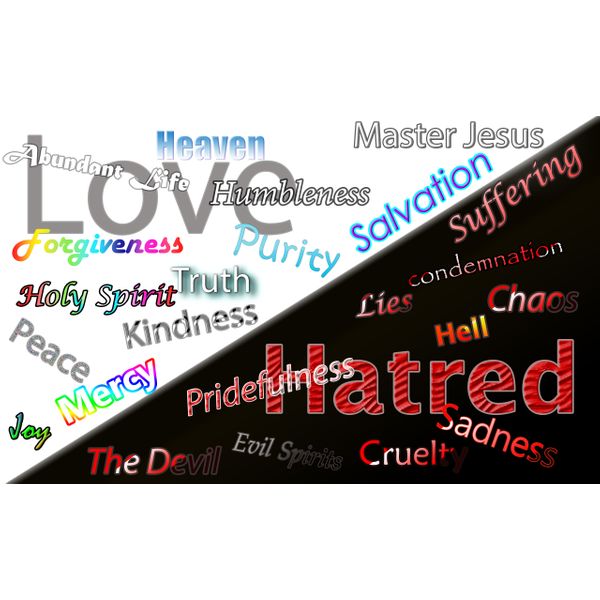 Master Jesus
Heaven
Abundant Life
Love
Humbleness
Salvation
Suffering
Forgiveness
Purity
Truth
condemnation
Holy Spirit
Lies
Chaos
Kindness
Peace
Hell
Mercy
Pridefulness
Hatred
Joy
Sadness
The Devil
Evil Spirits
Cruelty